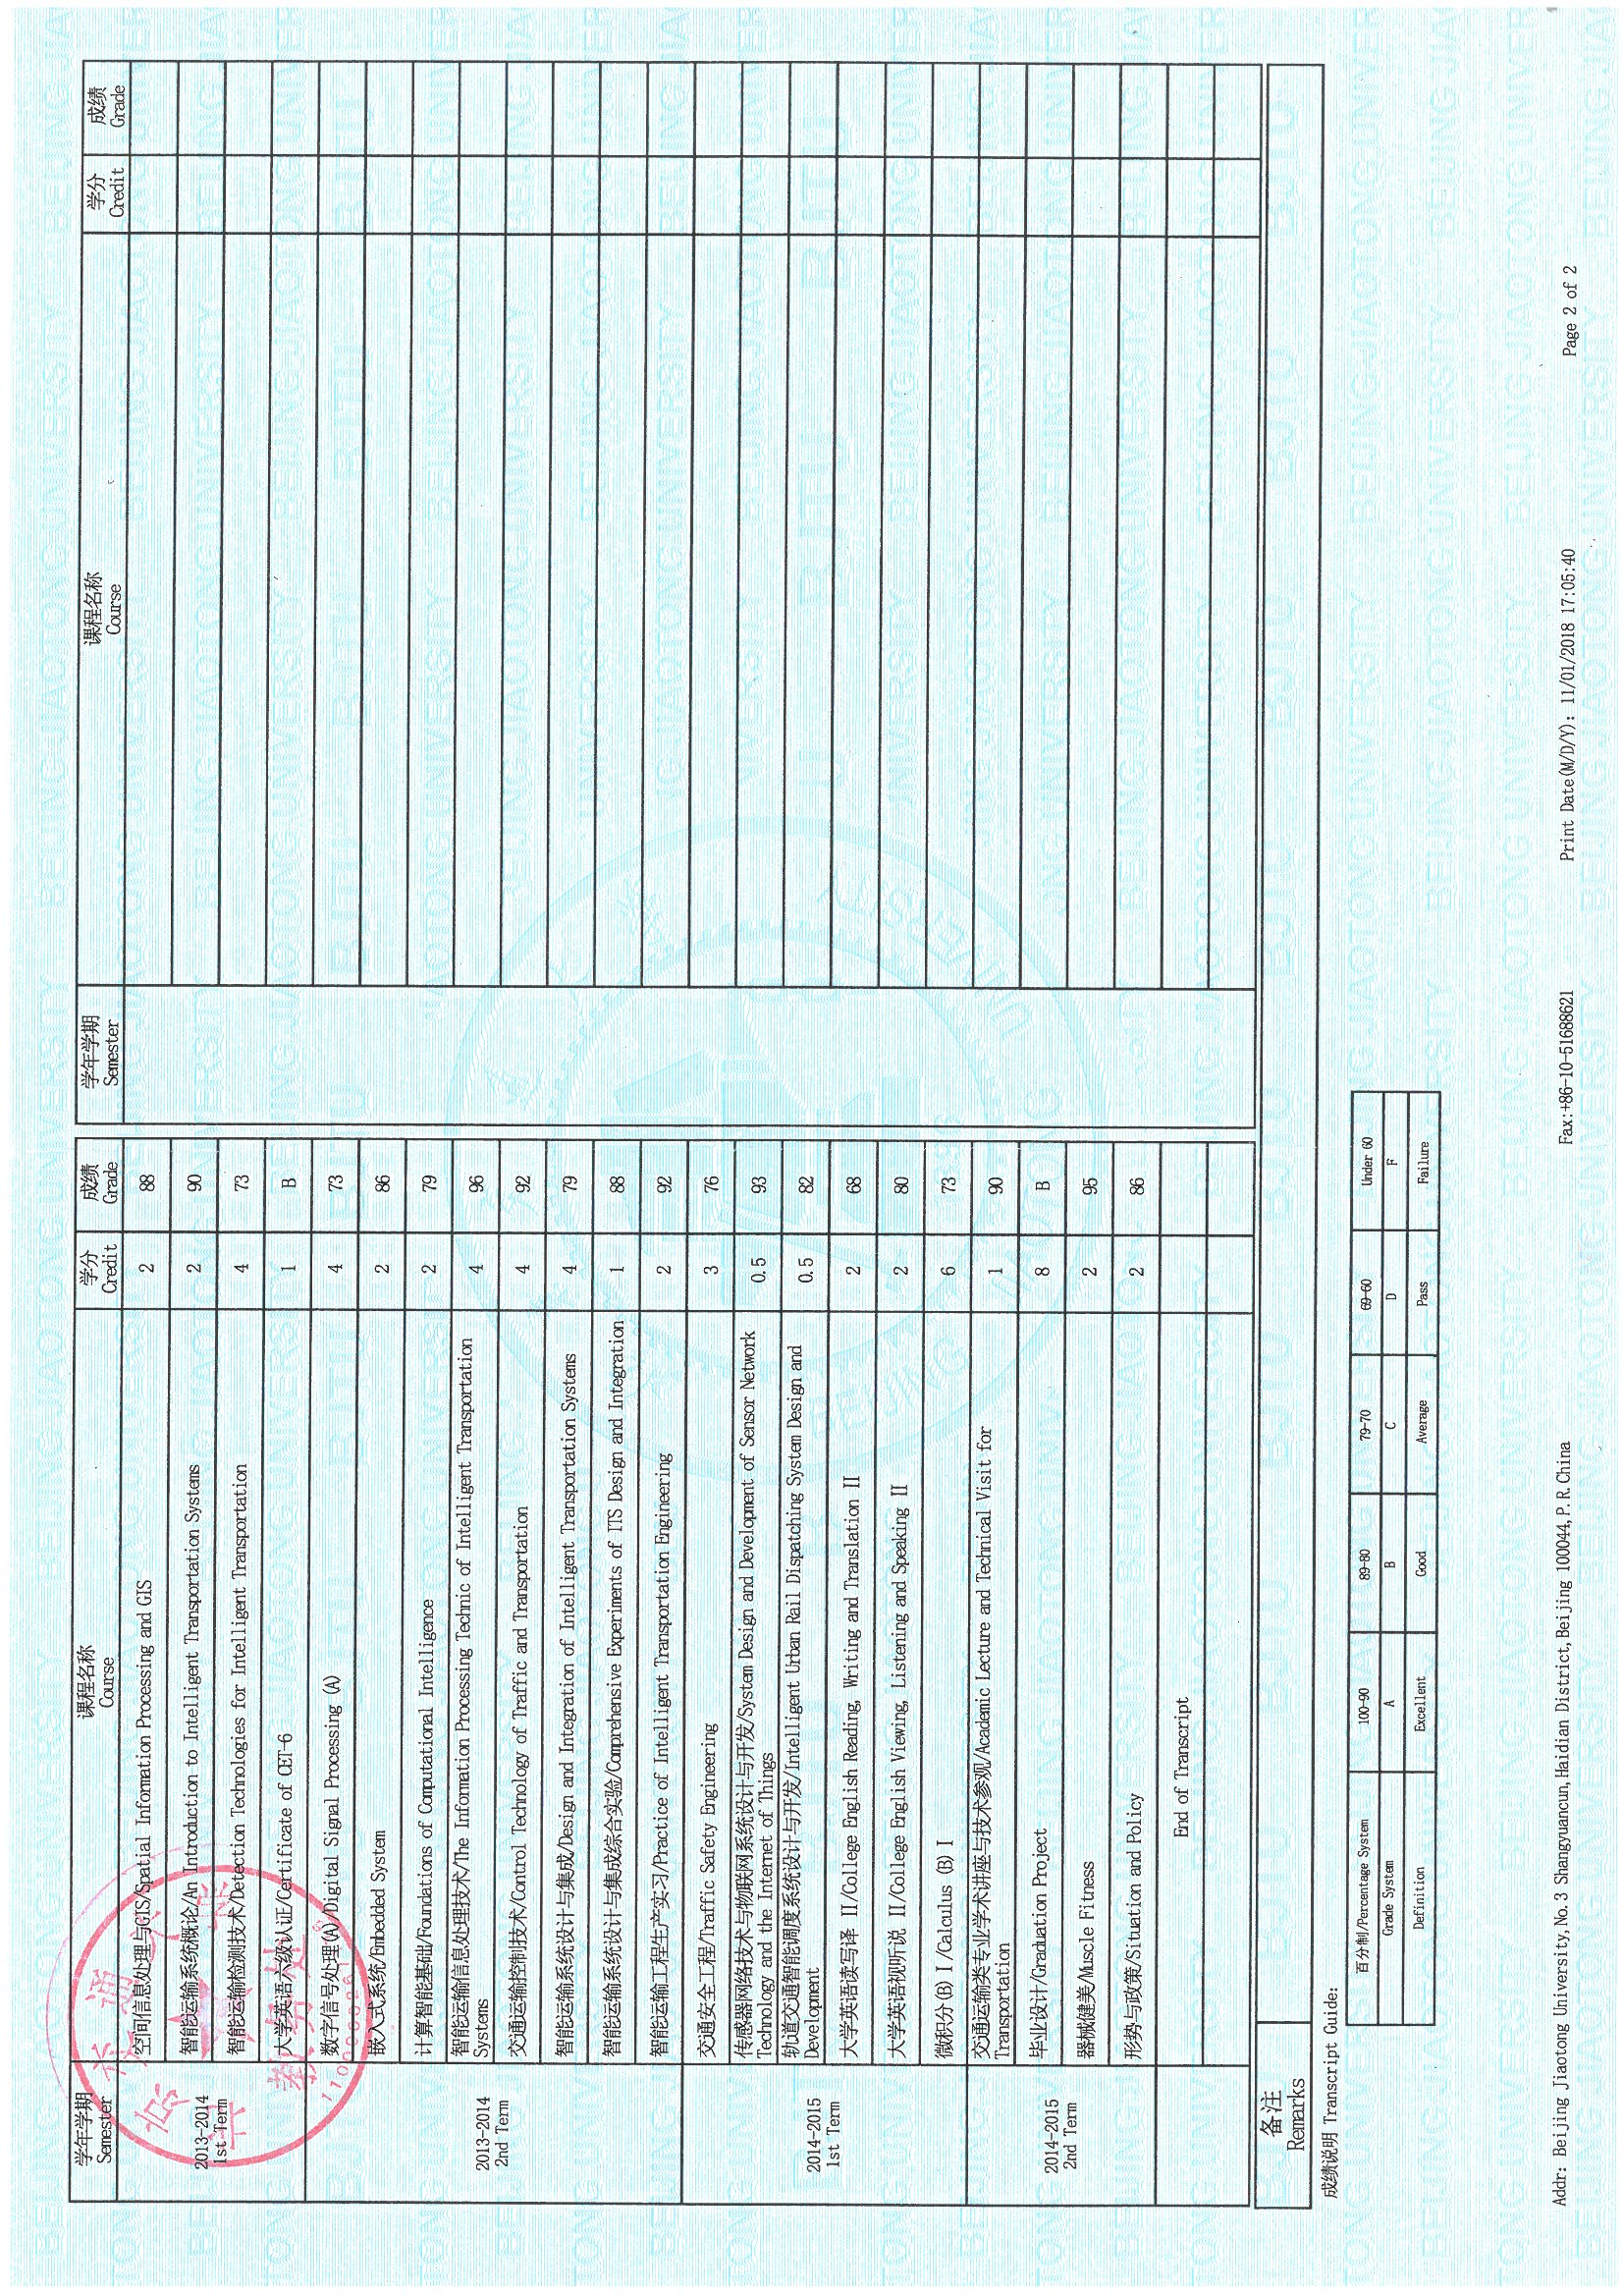 学年学期
Semester
课程名称
Course
学分
Credit
成绩
Grade
2013-2014
1st Term
空间信息处理与GIS/Spatial Information Processing and GIS
2
88
智能运输系统概论/An Introduction to Intelligent Transportation Systems
2
90
智能运输检测技术/Detection Technologies for Intelligent Transportation
4
73
大学英语六级认证/Certificate of CET-6
1
B
2013-2014
2nd Term
数字信号处理(A)/Digital Signal Processing (A)
4
73
嵌入式系统/Embedded System
2
86
计算智能基础/Foundations of Computational Intelligence
2
79
智能运输信息处理技术/The Information Processing Technic of Intelligent Transportation
Systems
4
96
交通运输控制技术/Control Technology of Traffic and Transportation
4
92
智能运输系统设计与集成/Design and Integration of Intelligent Transportation Systems
4
79
智能运输系统设计与集成综合实验/Comprehensive Experiments of ITS Design and Integration
1
88
智能运输工程生产实习/Practice of Intelligent Transportation Engineering
2
92
2014-2015
1st Term
交通安全工程/Traffic Safety Engineering
3
76
传感器网络技术与物联网系统设计与开发/System Design and Development of Sensor Network
Technology and the Internet of Things
0.5
93
轨道交通智能调度系统设计与开发/Intelligent Urban Rail Dispatching System Design and
Development
0.5
82
大学英语读写译 II/College English Reading, Writing and Translation II
2
68
大学英语视听说 II/College English Viewing, Listening and Speaking II
2
80
微积分(B) I /Calculus (B) I
6
73
2014-2015
2nd Term
交通运输类专业学术讲座与技术参观/Academic Lecture and Technical Visit for
Transportation
1
90
毕业设计/Graduation Project
8
B
器械健美/Muscle Fitness
2
95
形势与政策/Situation and Policy
2
86
End of Transcript
学年学期
Semester
课程名称
Course
学分
Credit
成绩
Grade
北京交通大学
教务处
备注
Remarks
成绩说明 Transcript Guide:
百分制/Percentage System 100-90 89-80 79-70 69-60 Under 60
Grade System A B C D F
Definition Excellent Good Average Pass Failure
Addr: Beijing Jiaotong University,No.3 Shangyuancun,Haidian District,Beijing 100044,P.R.China
Fax:+86-10-51688621
Print Date(M/D/Y): 11/01/2018 17:05:40
Page 2 of 2
BEIJING JIAOTONG UNIVERSITY
BJTU